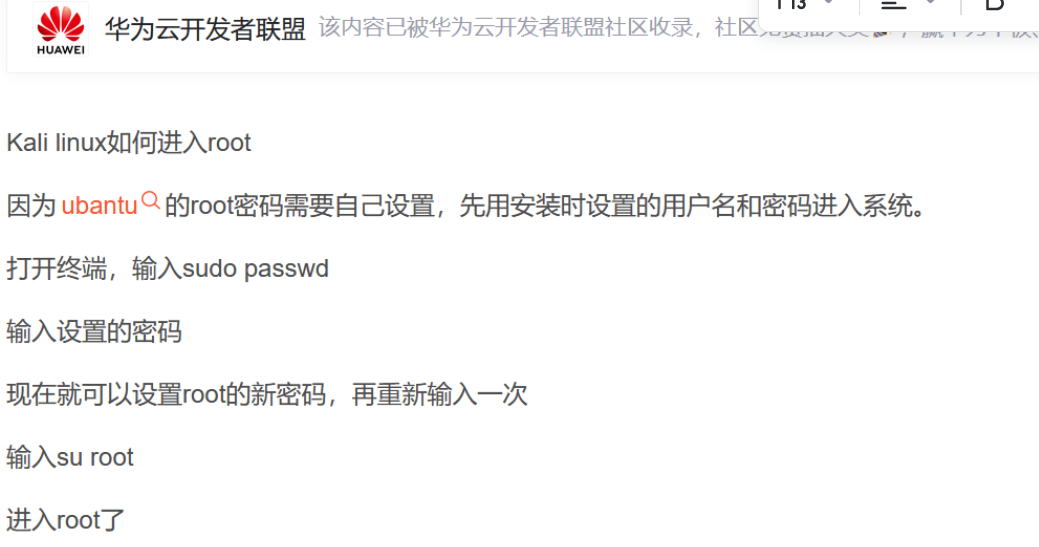 HUAWEI
华为云开发者联盟 该内容已被华为云开发者联盟社区收录，社区
Kali linux如何进入root
因为 ubantu 的root密码需要自己设置，先用安装时设置的用户名和密码进入系统。
打开终端，输入sudo passwd
输入设置的密码
现在就可以设置root的新密码，再重新输入一次
输入su root
进入root了